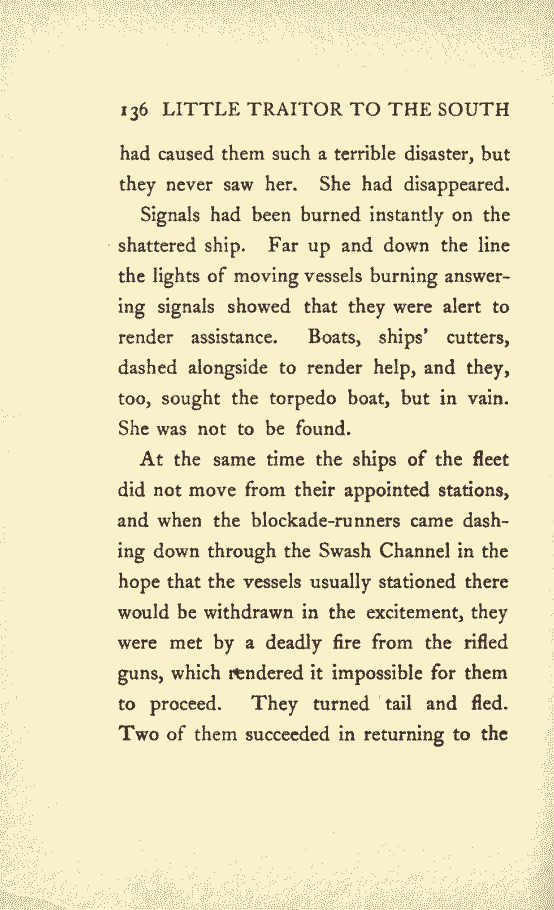 136 LITTLE TRAITOR TO THE SOUTH
had caused them such a terrible disaster, but
they never saw her. She had disappeared.
Signals had been burned instantly on the
shattered ship. Far up and down the line
the lights of moving vessels burning answer-
ing signals showed that they were alert to
render assistance. Boats, ships' cutters,
dashed alongside to render help, and they,
too, sought the torpedo boat, but in vain.
She was not to be found.
At the same time the ships of the fleet
did not move from their appointed stations,
and when the blockade-runners came dash-
ing down through the Swash Channel in the
hope that the vessels usually stationed there
would be withdrawn in the excitement, they
were met by a deadly fire from the rifled
guns, which rendered it impossible for them
to proceed. They turned tail and fled.
Two of them succeeded in returning to the